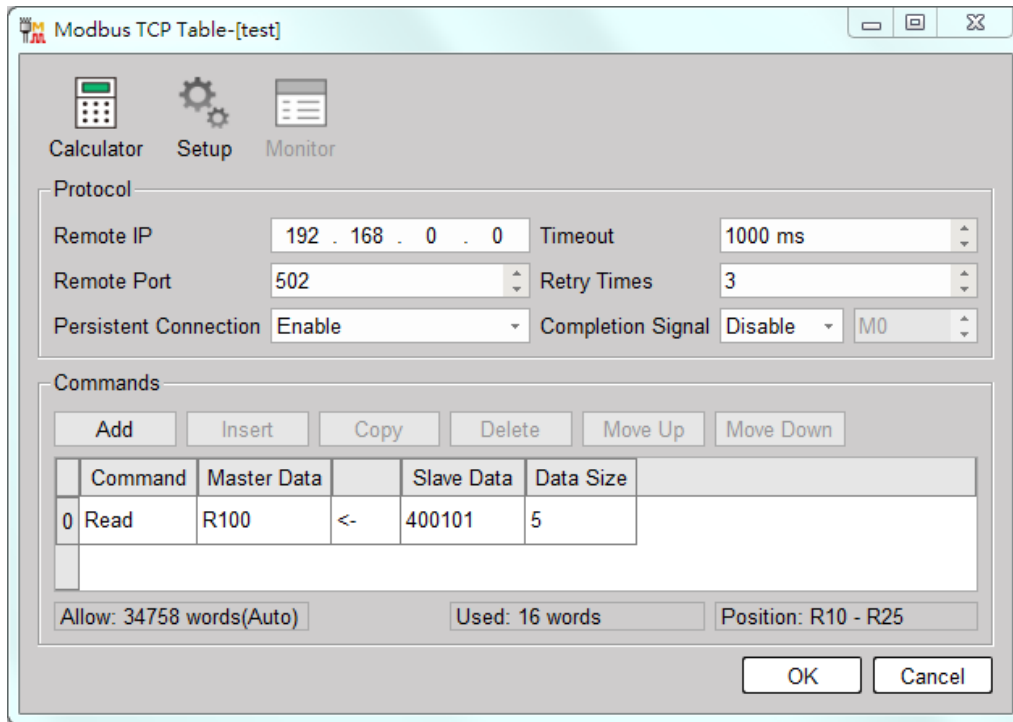 Modbus TCP Table-[test]
Calculator Setup Monitor
Protocol
Remote IP 192 . 168 . 0 . 0 Timeout 1000 ms
Remote Port 502 Retry Times 3
Persistent Connection Enable Completion Signal Disable M0
Commands
Add Insert Copy Delete Move Up Move Down
Command Master Data Slave Data Data Size
0 Read R100 <- 400101 5
Allow: 34758 words(Auto) Used: 16 words Position: R10 - R25
OK Cancel